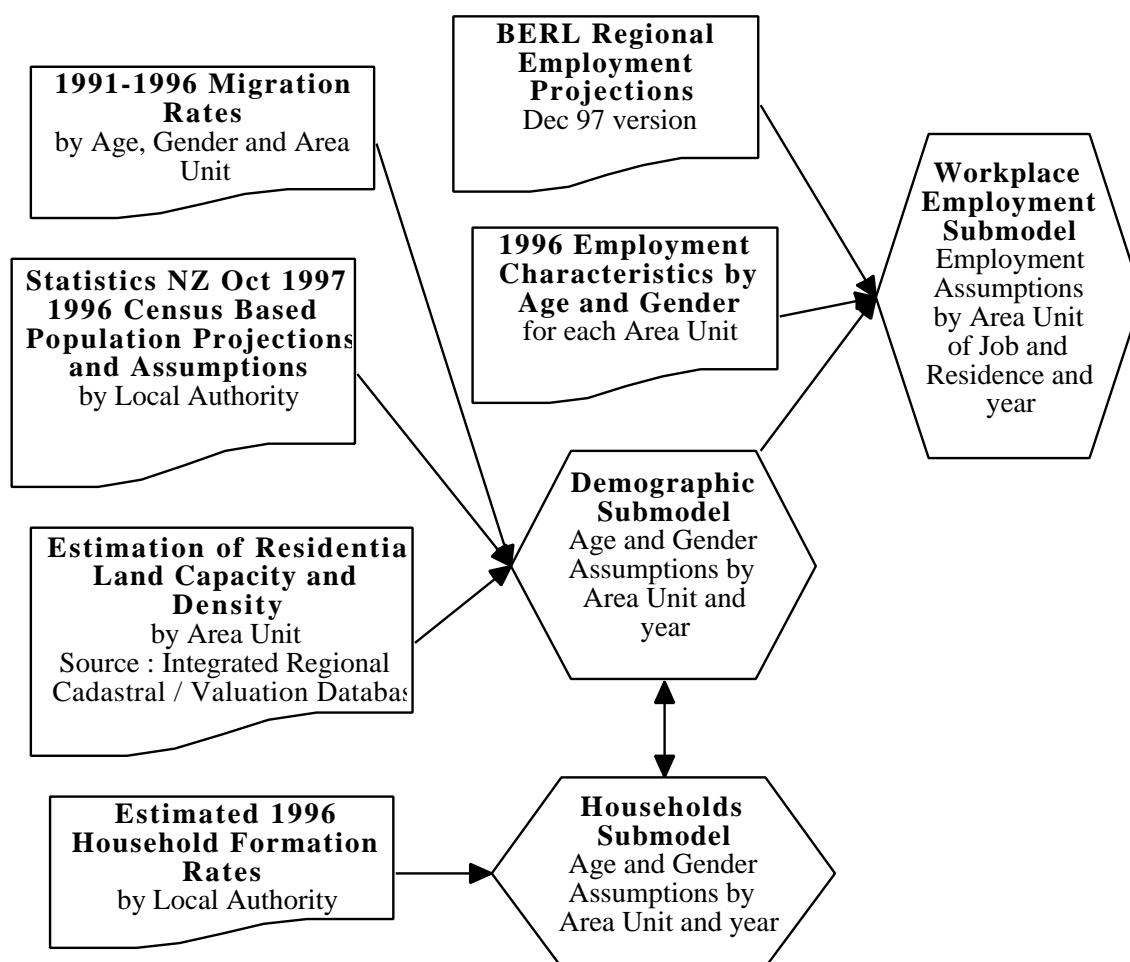 1991-1996 Migration
Rates
by Age, Gender and Area
Unit
BERL Regional
Employment
Projections
Dec 97 version
Statistics NZ Oct 1997
1996 Census Based
Population Projections
and Assumptions
by Local Authority
1996 Employment
Characteristics by
Age and Gender
for each Area Unit
Workplace
Employment
Submodel
Employment
Assumptions
by Area Unit
of Job and
Residence and
year
Estimation of Residentia
Land Capacity and
Density
by Area Unit
Source : Integrated Regional
Cadastral / Valuation Databas
Demographic
Submodel
Age and Gender
Assumptions by
Area Unit and
year
Estimated 1996
Household Formation
Rates
by Local Authority
Households
Submodel
Age and Gender
Assumptions by
Area Unit and year